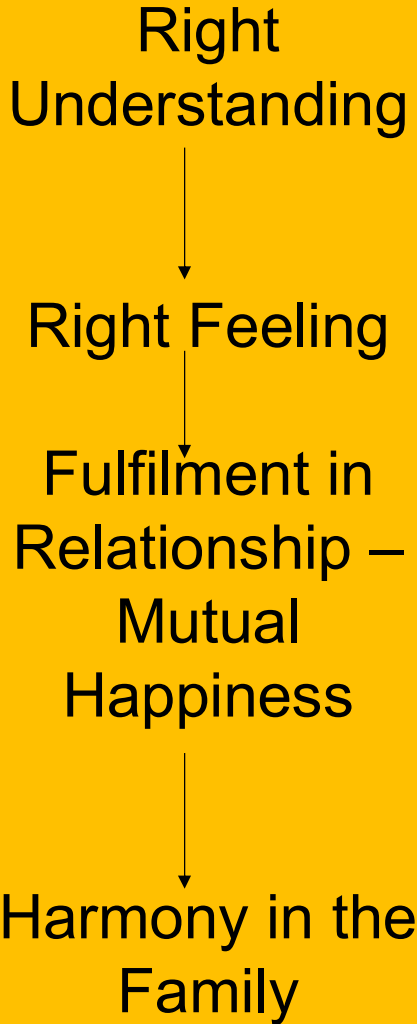 Right
Understanding
Right Feeling
Fulfilment in
Relationship –
Mutual
Happiness
Harmony in the
Family